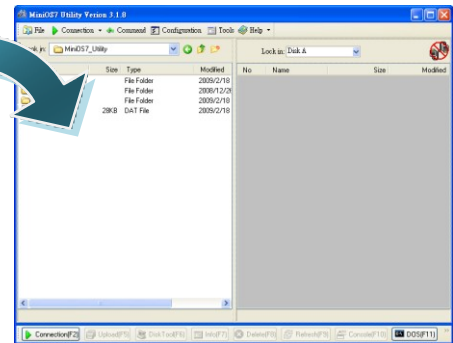 MiniOS7 Utility Verion 3.1.0
File Connection Command Configuration Tools Help
k in: MiniOS7_Utility Look in: Disk A
Size Type Modified No Name Size Modified
File Folder 2009/2/18
File Folder 2008/12/2
File Folder 2009/2/18
28KB DAT File 2009/2/18
Connection(F2) Upload(F5) DiskTool(F6) Info(F7) Delete(F8) Refresh(F9) Console(F10) DOS(F11)